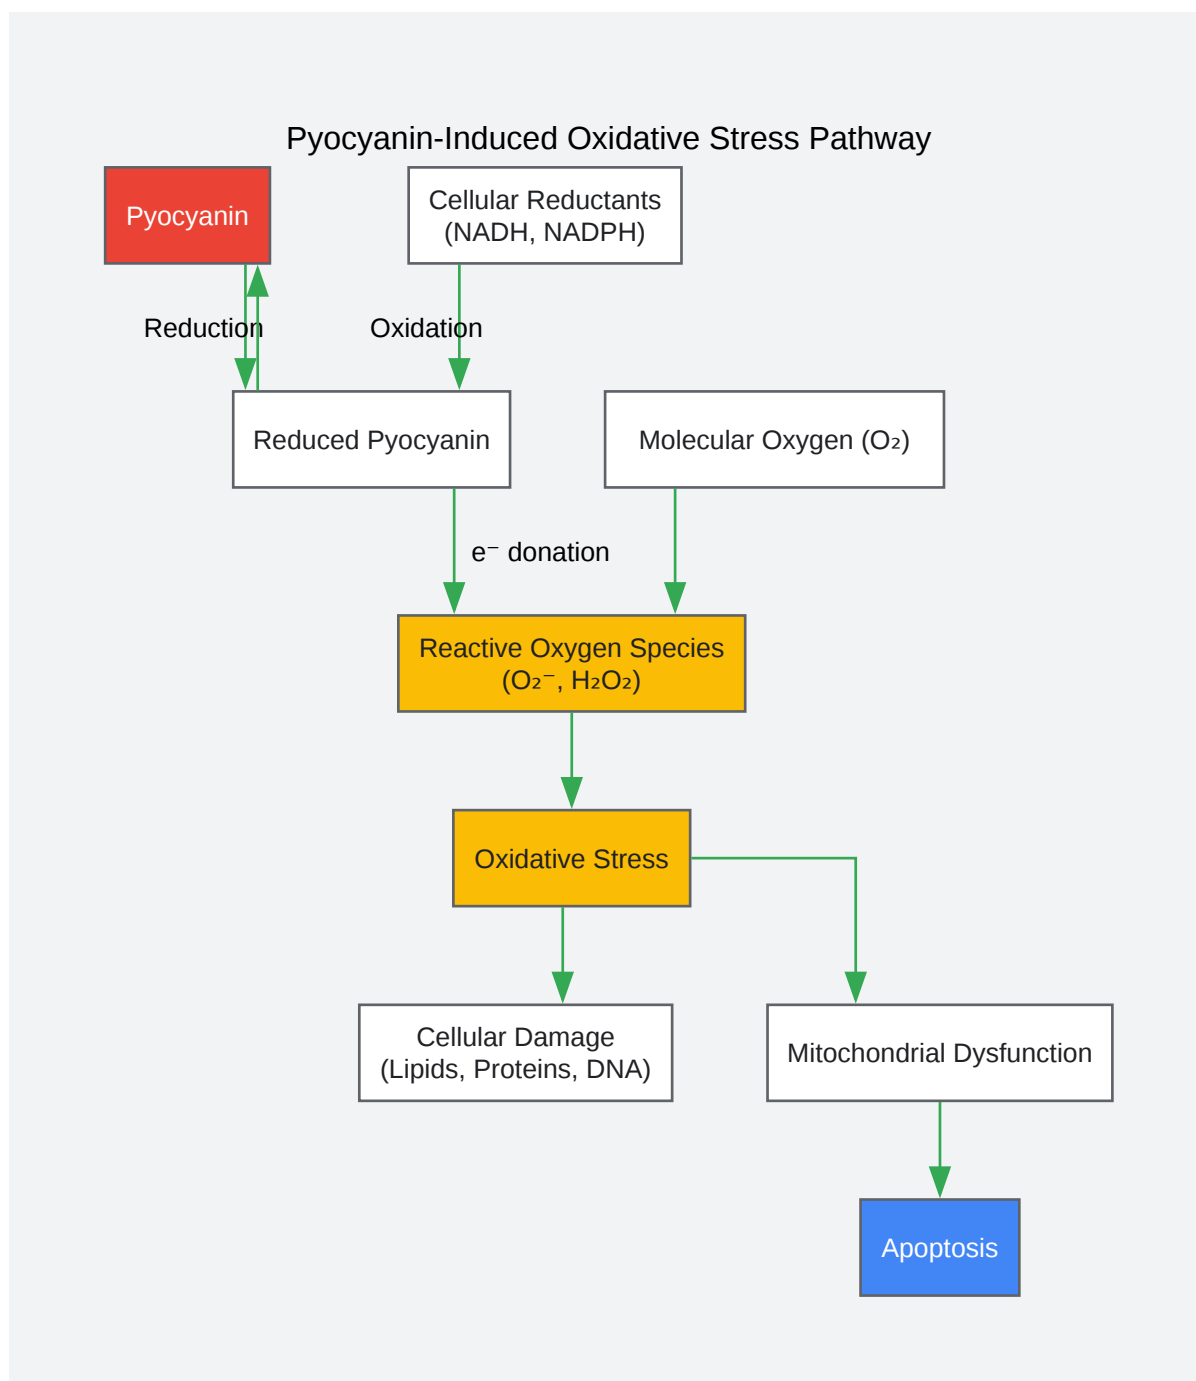 Pyocyanin-Induced Oxidative Stress Pathway
Pyocyanin
Cellular Reductants
(NADH, NADPH)
Reduction
Oxidation
Reduced Pyocyanin
Molecular Oxygen (O₂)
e⁻ donation
Reactive Oxygen Species
(O₂⁻, H₂O₂)
Oxidative Stress
Cellular Damage
(Lipids, Proteins, DNA)
Mitochondrial Dysfunction
Apoptosis